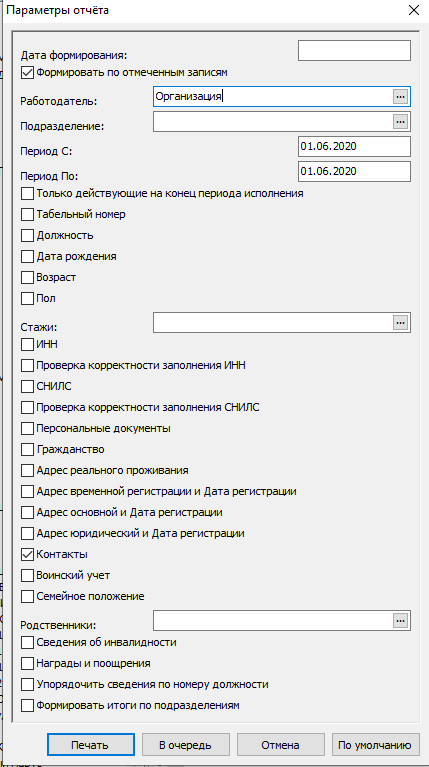 Параметры отчёта
Дата формирования:
Формировать по отмеченным записям
Работодатель: Организация ...
Подразделение: ...
Период С: 01.06.2020
Период По: 01.06.2020
Только действующие на конец периода исполнения
Табельный номер
Должность
Дата рождения
Возраст
Пол
Стажи: ...
ИНН
Проверка корректности заполнения ИНН
СНИЛС
Проверка корректности заполнения СНИЛС
Персональные документы
Гражданство
Адрес реального проживания
Адрес временной регистрации и Дата регистрации
Адрес основной и Дата регистрации
Адрес юридический и Дата регистрации
Контакты
Воинский учет
Семейное положение
Родственники: ...
Сведения об инвалидности
Награды и поощрения
Упорядочить сведения по номеру должности
Формировать итоги по подразделениям
Печать В очередь Отмена По умолчанию